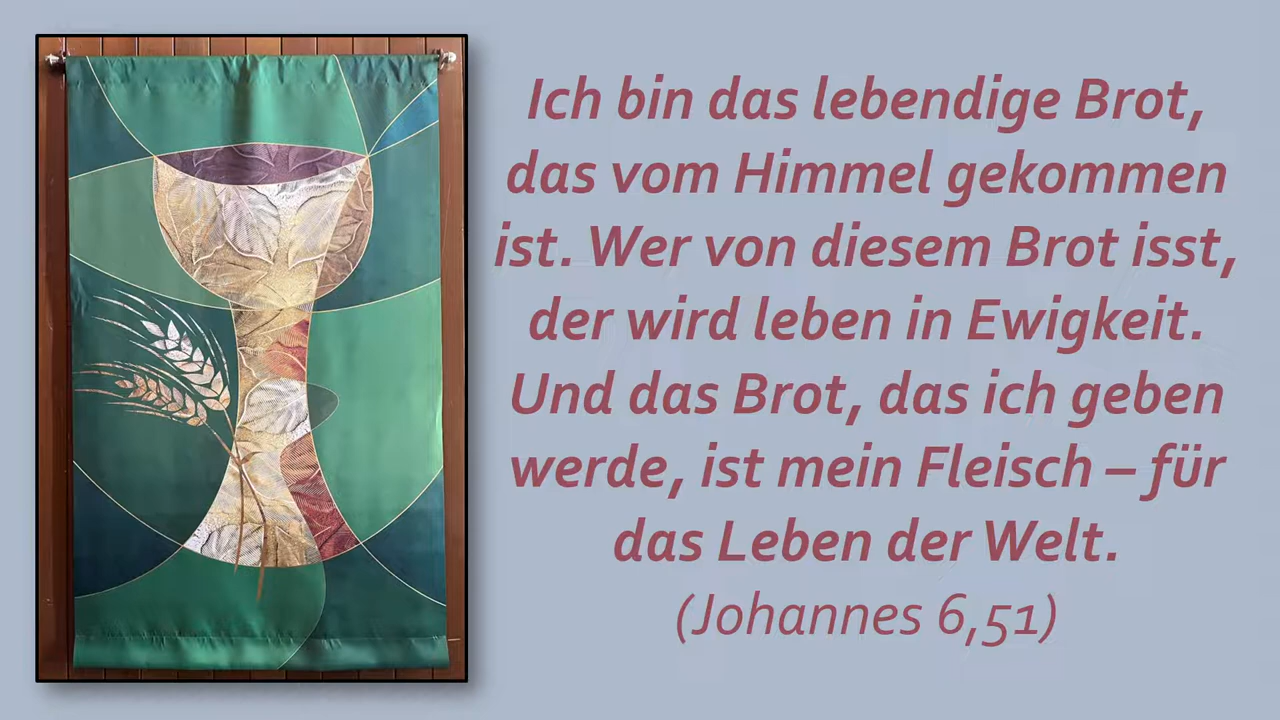 Ich bin das lebendige Brot,
das vom Himmel gekommen
ist. Wer von diesem Brot isst,
der wird leben in Ewigkeit.
Und das Brot, das ich geben
werde, ist mein Fleisch – für
das Leben der Welt.
(Johannes 6,51)